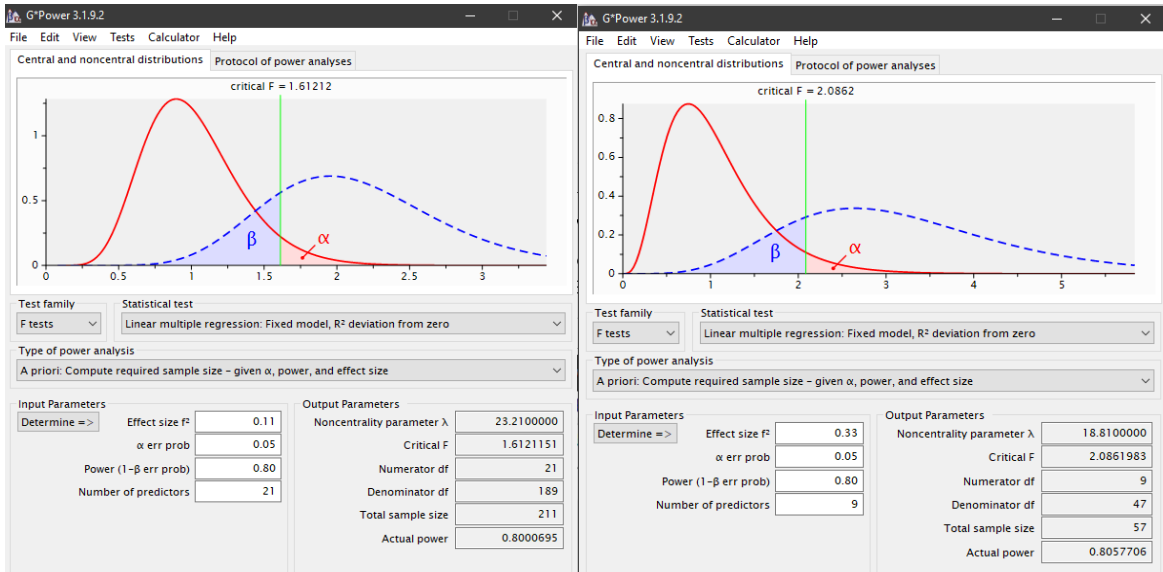 G*Power 3.1.9.2
File Edit View Tests Calculator Help
Central and noncentral distributions Protocol of power analyses
critical F = 1.61212
1
0.5
0
β
α
0 0.5 1 1.5 2 2.5 3
Test family Statistical test
F tests Linear multiple regression: Fixed model, R² deviation from zero
Type of power analysis
A priori: Compute required sample size – given α, power, and effect size
Input Parameters Output Parameters
Determine => Effect size f² 0.11 Noncentrality parameter λ 23.2100000
α err prob 0.05 Critical F 1.6121151
Power (1-β err prob) 0.80 Numerator df 21
Number of predictors 21 Denominator df 189
Total sample size 211
Actual power 0.8000695
G*Power 3.1.9.2
File Edit View Tests Calculator Help
Central and noncentral distributions Protocol of power analyses
critical F = 2.0862
0.8
0.6
0.4
0.2
0
β
α
0 1 2 3 4 5
Test family Statistical test
F tests Linear multiple regression: Fixed model, R² deviation from zero
Type of power analysis
A priori: Compute required sample size – given α, power, and effect size
Input Parameters Output Parameters
Determine => Effect size f² 0.33 Noncentrality parameter λ 18.8100000
α err prob 0.05 Critical F 2.0861983
Power (1-β err prob) 0.80 Numerator df 9
Number of predictors 9 Denominator df 47
Total sample size 57
Actual power 0.8057706